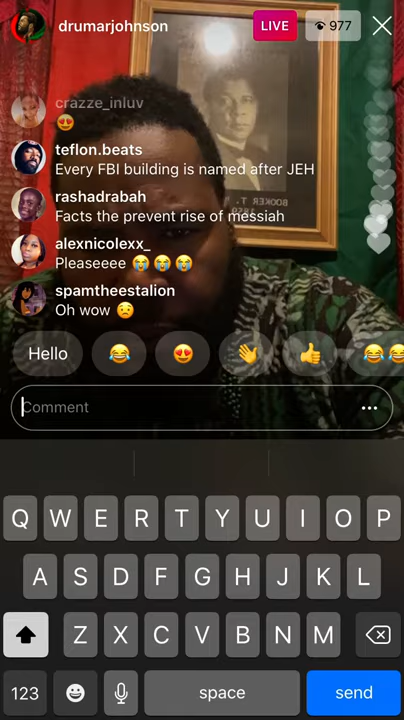 drumarjohnson
LIVE
977
crazze_inluv
😍
teflon.beats
Every FBI building is named after JEH
rashadrabah
Facts the prevent rise of messiah
alexnicolexx_
Pleaseeee 😭😭😭
spamtheestalion
Oh wow 😟
BOOKER T.
Hello 😂 😍 👋 👍 😂😂
Comment
Q W E R T Y U I O P
A S D F G H J K L
Z X C V B N M
123 space send